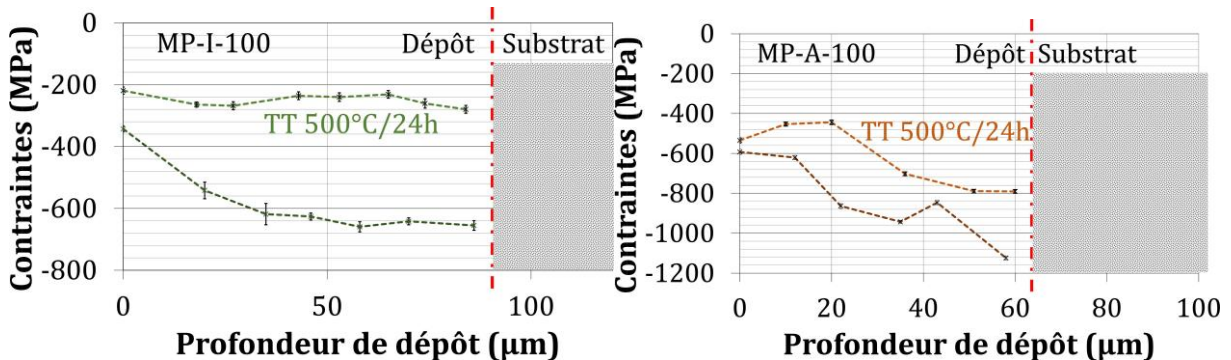 Contraintes (MPa)
0
-200
-400
-600
-800
MP-I-100
Dépôt
Substrat
TT 500°C/24h
0
50
100
Profondeur de dépôt (µm)
Contraintes (MPa)
0
-200
-400
-600
-800
-1000
-1200
MP-A-100
Dépôt
Substrat
TT 500°C/24h
0
20
40
60
80
100
Profondeur de dépôt (µm)